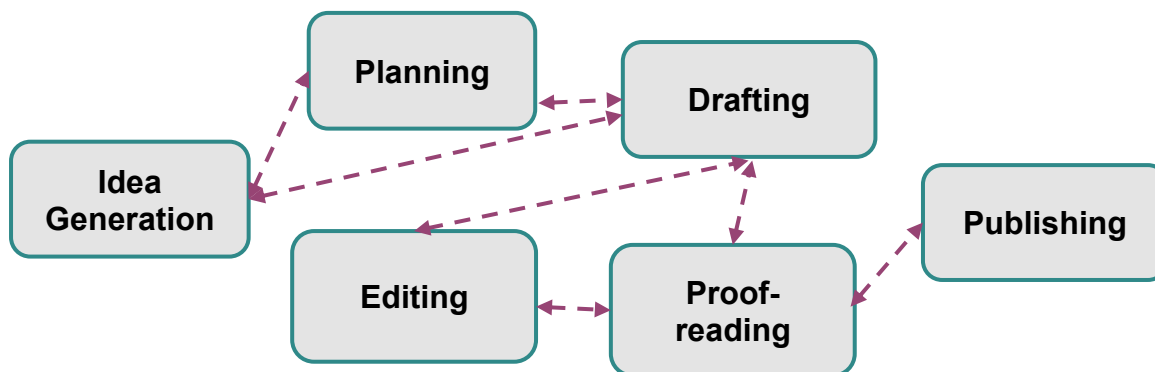 Planning
Drafting
Idea
Generation
Publishing
Editing
Proof-
reading